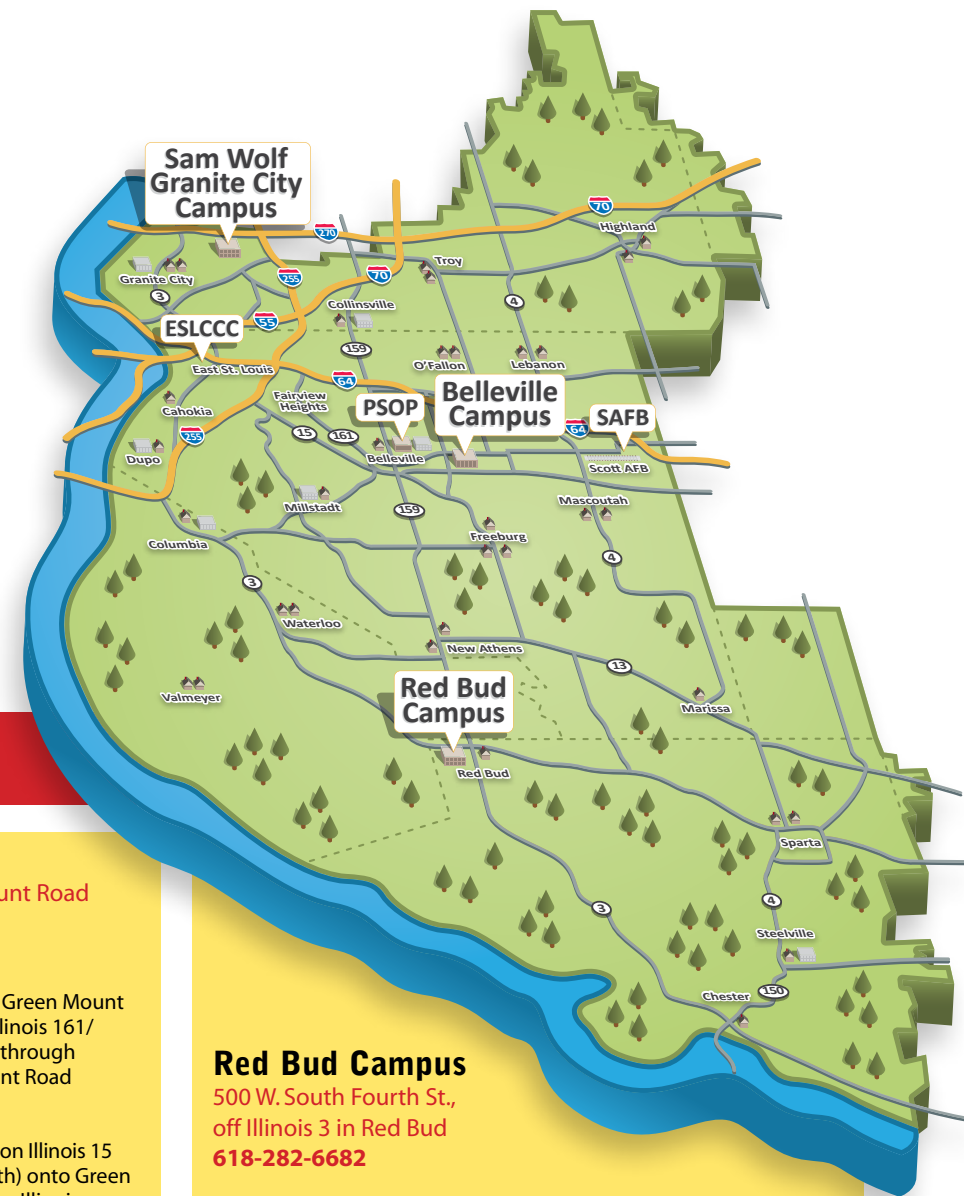 Sam Wolf
Granite City
Campus
270
70
Highland
Troy
Granite City
3
255
70
4
Collinsville
55
ESLCCC
159
East St. Louis
O'Fallon
Lebanon
64
Fairview
Heights
Cahokia
PSOP
Belleville
Campus
SAFB
64
255
15
161
Dupo
Belleville
Scott AFB
Millstadt
159
Mascoutah
Columbia
Freeburg
4
3
Waterloo
New Athens
13
Valmeyer
Red Bud
Campus
Marissa
Red Bud
Sparta
4
3
Steelville
Chester
150
unt Road
Green Mount
llinois 161/
through
nt Road
on Illinois 15
th) onto Green
Red Bud Campus
500 W. South Fourth St.,
off Illinois 3 in Red Bud
618-282-6682